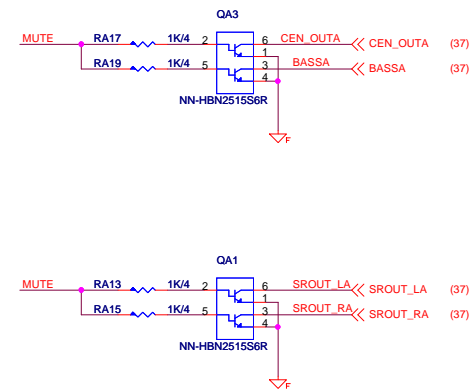 QA3
MUTE RA17 1K/4 2 6 CEN_OUTA CEN_OUTA (37)
1
RA19 1K/4 5 3 BASSA BASSA (37)
4
NN-HBN2515S6R
F
QA1
MUTE RA13 1K/4 2 6 SROUT_LA SROUT_LA (37)
1
RA15 1K/4 5 3 SROUT_RA SROUT_RA (37)
4
NN-HBN2515S6R
F